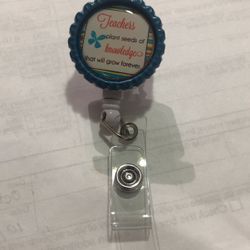 Teachers
plant seeds of
knowledge
that will grow forever